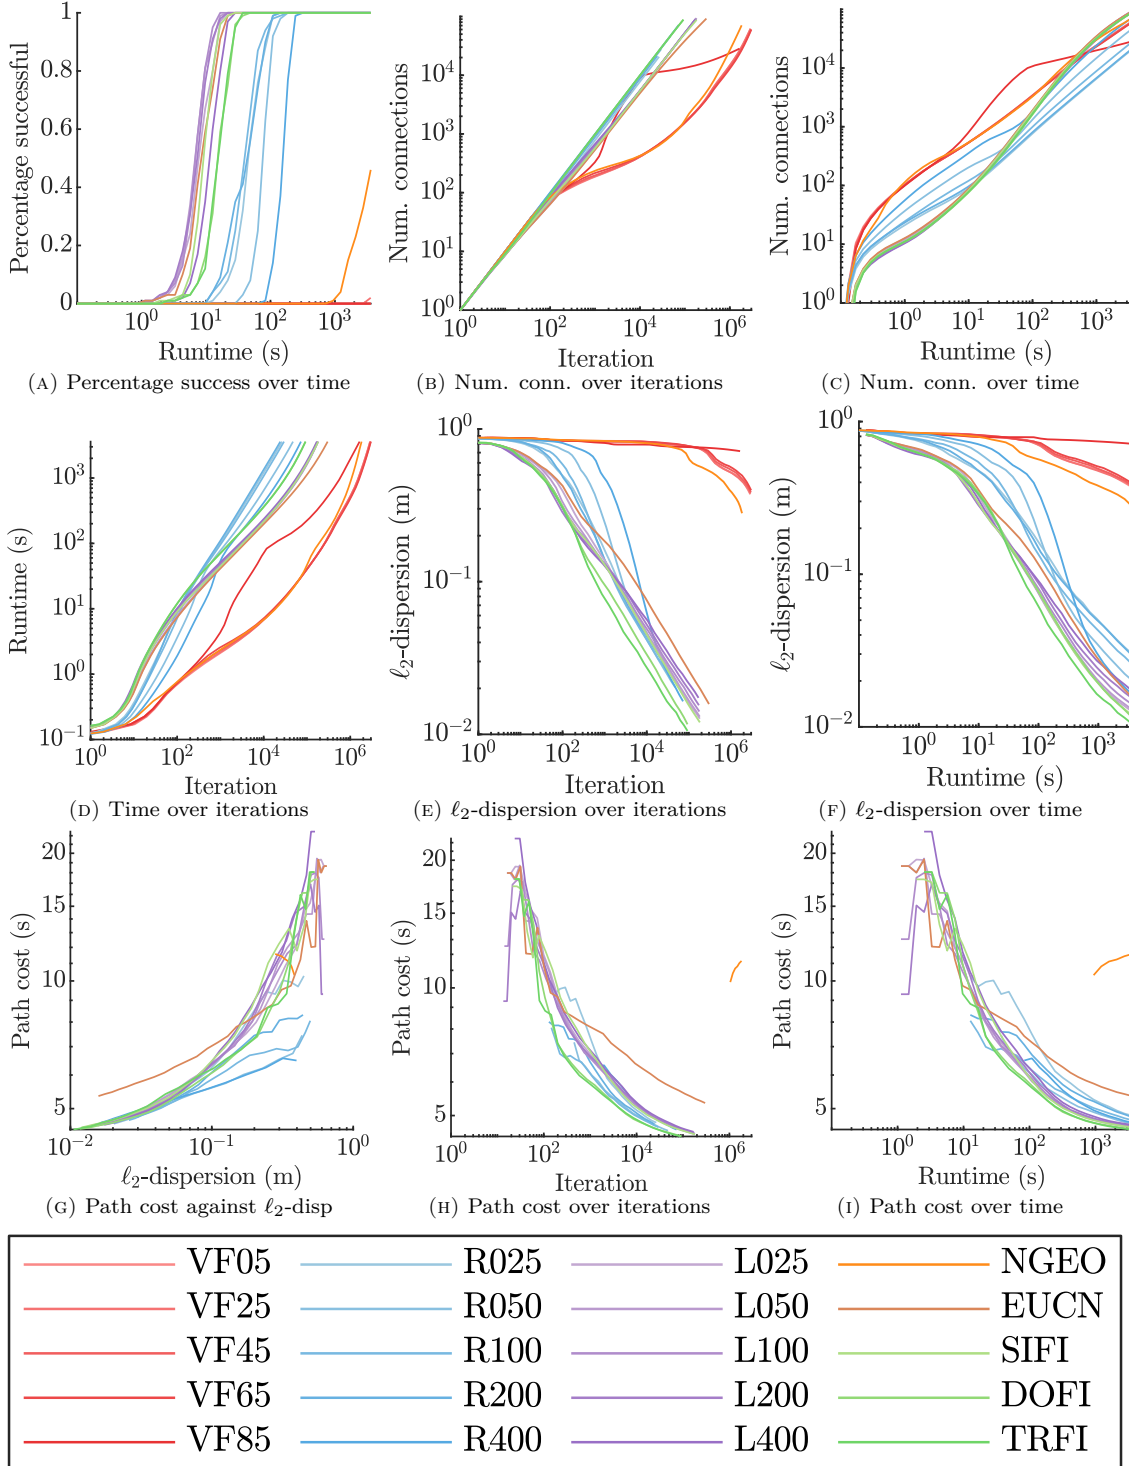 1
0.8
0.6
0.4
0.2
0
Percentage successful
10^0
10^1
10^2
10^3
Runtime (s)
(A) Percentage success over time
10^4
10^3
10^2
10^1
10^0
Num. connections
10^0
10^2
10^4
10^6
Iteration
(B) Num. conn. over iterations
10^4
10^3
10^2
10^1
10^0
Num. connections
10^0
10^1
10^2
10^3
Runtime (s)
(C) Num. conn. over time
10^3
10^2
10^1
10^0
10^-1
Runtime (s)
10^0
10^2
10^4
10^6
Iteration
(D) Time over iterations
10^0
10^-1
10^-2
ℓ2-dispersion (m)
10^0
10^2
10^4
10^6
Iteration
(E) ℓ2-dispersion over iterations
10^0
10^-1
10^-2
ℓ2-dispersion (m)
10^0
10^1
10^2
10^3
Runtime (s)
(F) ℓ2-dispersion over time
20
15
10
5
Path cost (s)
10^-2
10^-1
10^0
ℓ2-dispersion (m)
(G) Path cost against ℓ2-disp
20
15
10
5
Path cost (s)
10^0
10^2
10^4
10^6
Iteration
(H) Path cost over iterations
20
15
10
5
Path cost (s)
10^0
10^1
10^2
10^3
Runtime (s)
(I) Path cost over time
VF05 R025 L025 NGEO
VF25 R050 L050 EUCN
VF45 R100 L100 SIFI
VF65 R200 L200 DOFI
VF85 R400 L400 TRFI